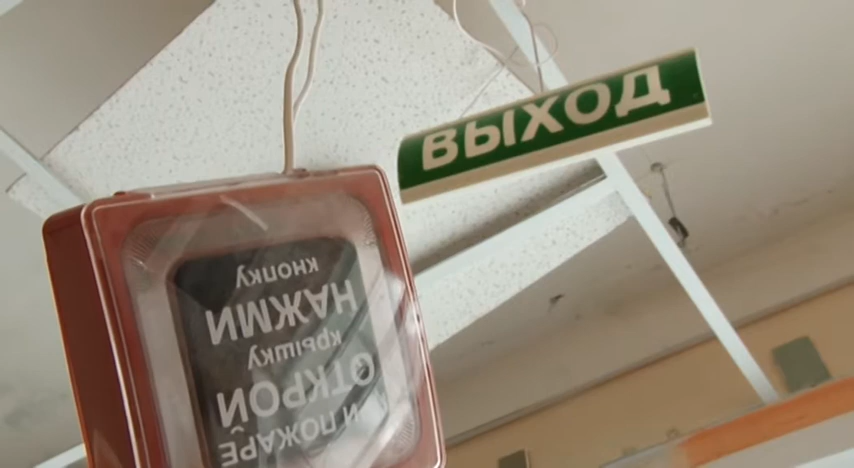 ВЫХОД
И ПОЖАРЕ
ОТКРОЙ
крышку
НАЖМИ
кнопку